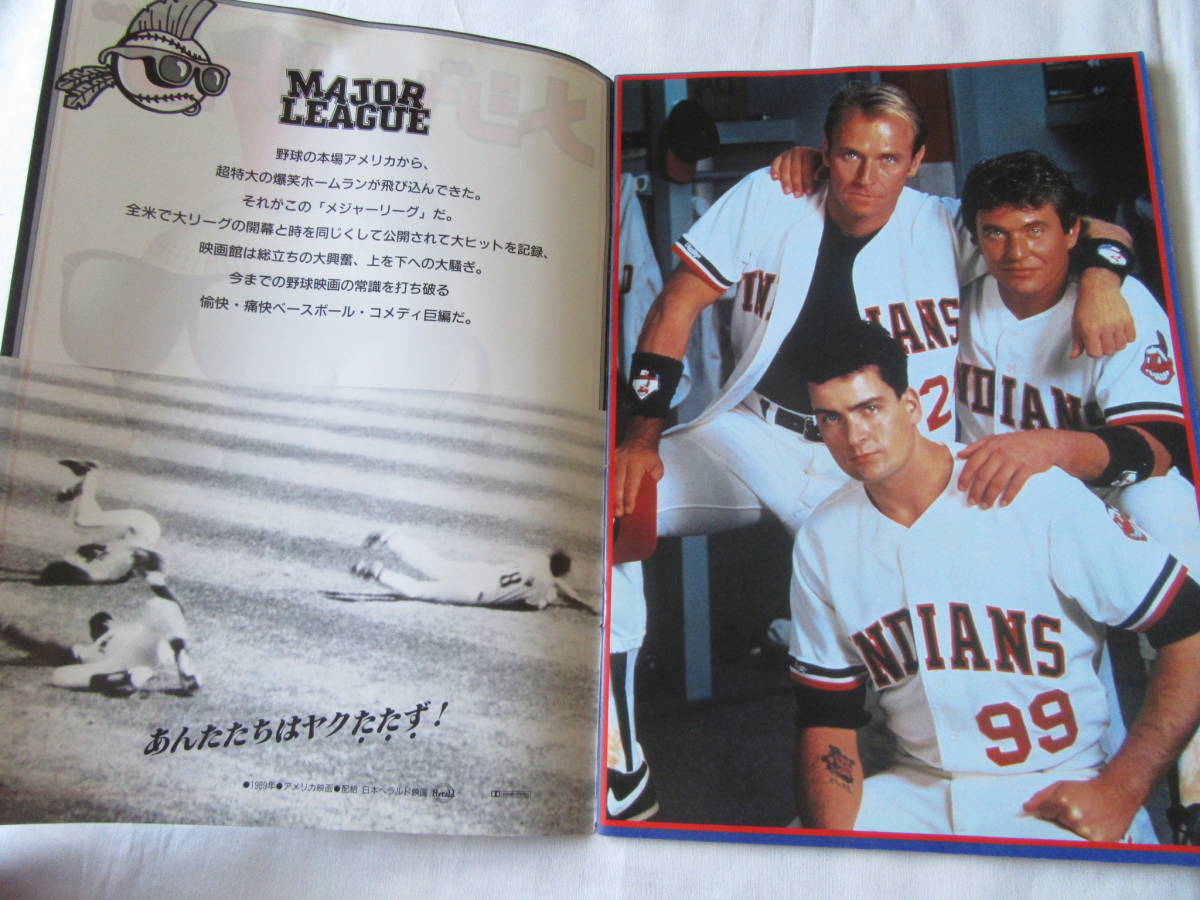 MAJOR
LEAGUE
野球の本場アメリカから、
超特大の爆笑ホームランが飛び込んできた。
それがこの「メジャーリーグ」だ。
全米で大リーグの開幕と時を同じくして公開されて大ヒットを記録、
映画館は総立ちの大興奮、上を下への大騒ぎ。
今までの野球映画の常識を打ち破る
愉快・痛快ベースボール・コメディ巨編だ。
あんたたちはヤクたたず!
●1989年●アメリカ映画●配給 日本ヘラルド映画 Herald
IANS
2
NDIANS
INDIANS
99